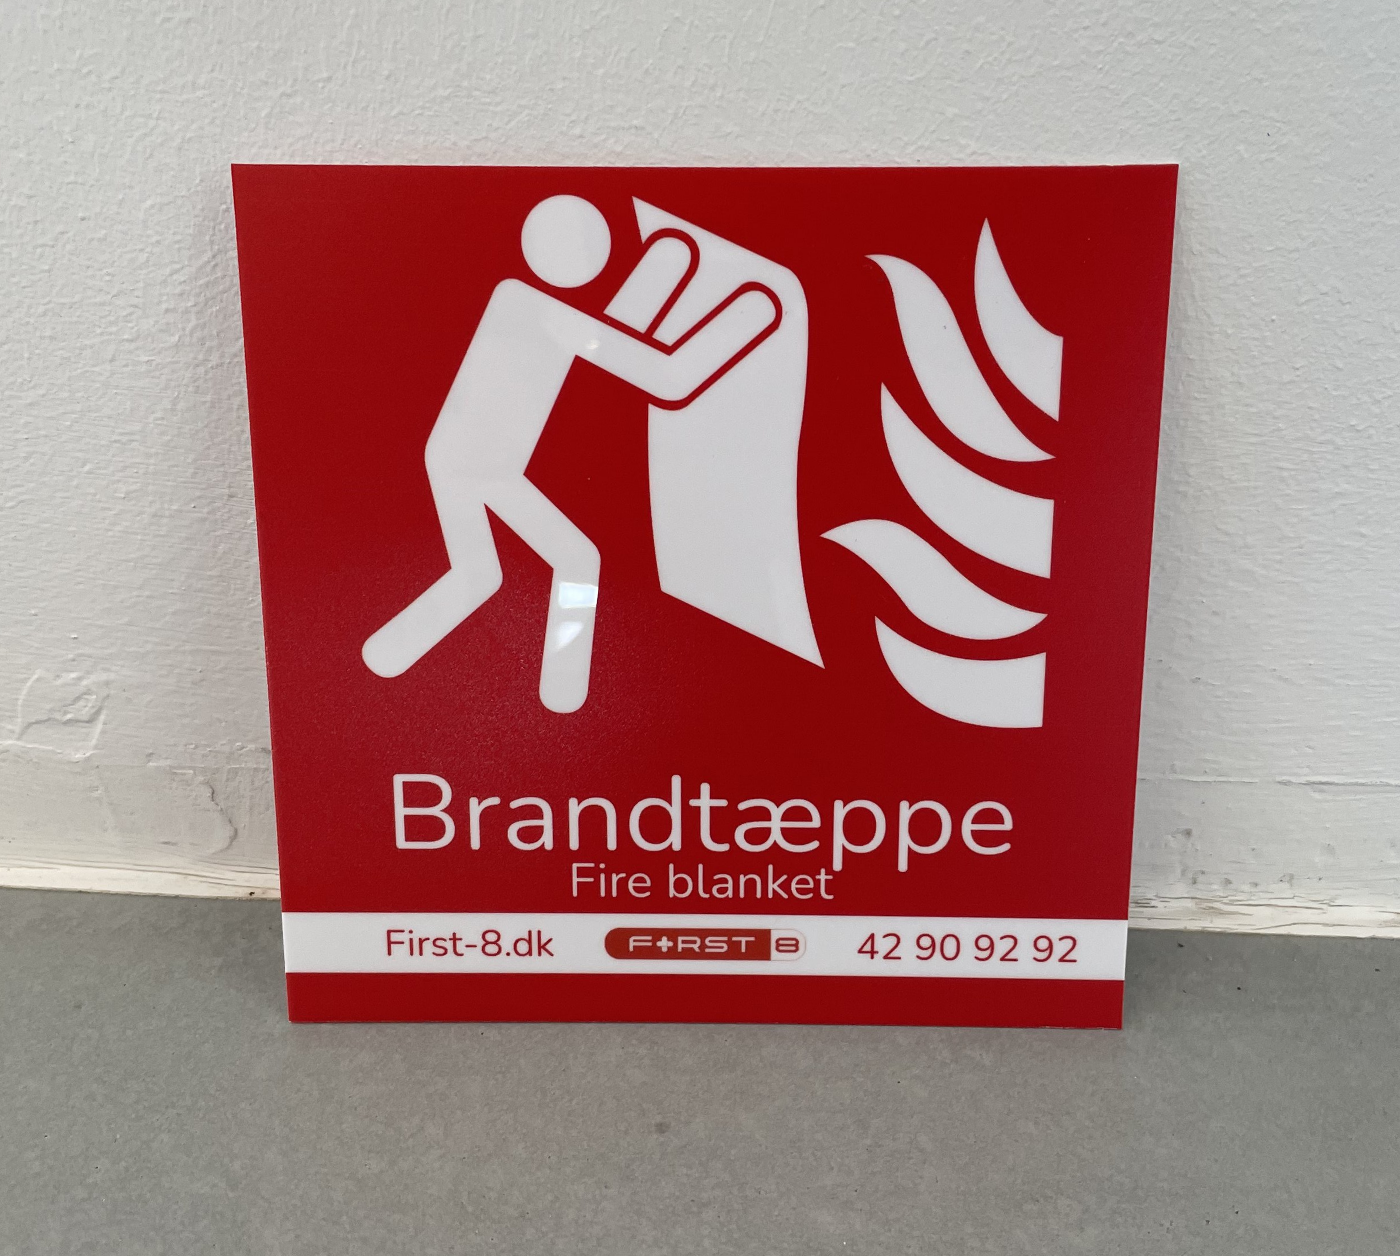 Brandtæppe
Fire blanket
First-8.dk F+RST 8 42 90 92 92